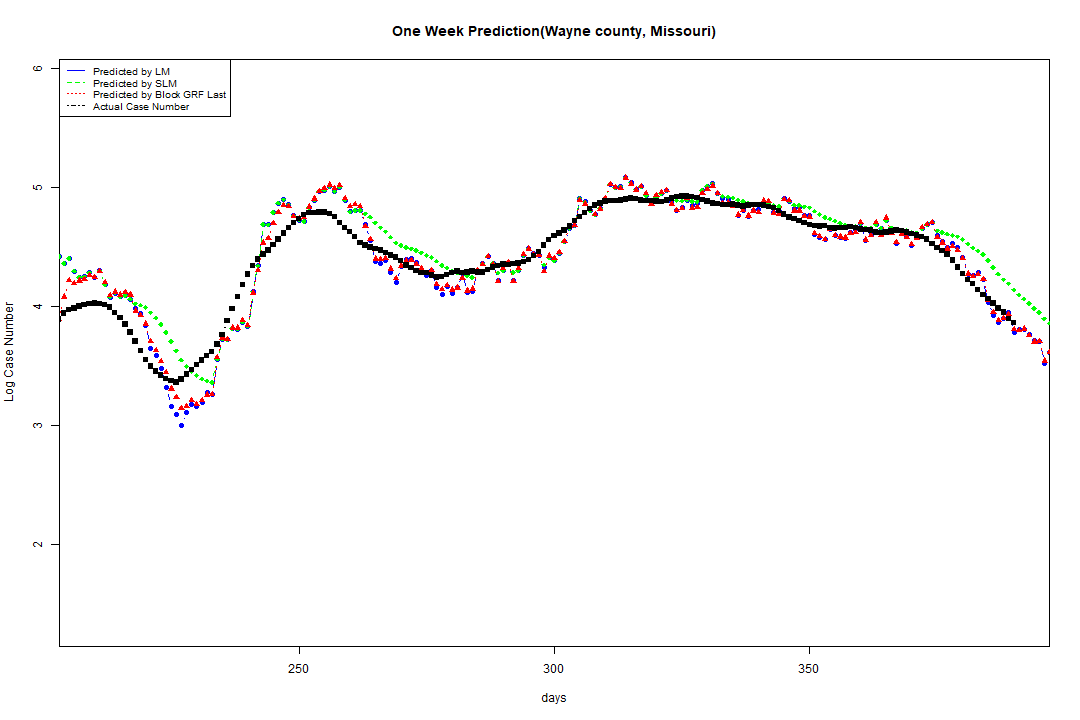 One Week Prediction(Wayne county, Missouri)
Predicted by LM
Predicted by SLM
Predicted by Block GRF Last
Actual Case Number
6
5
4
3
2
Log Case Number
250
300
350
days